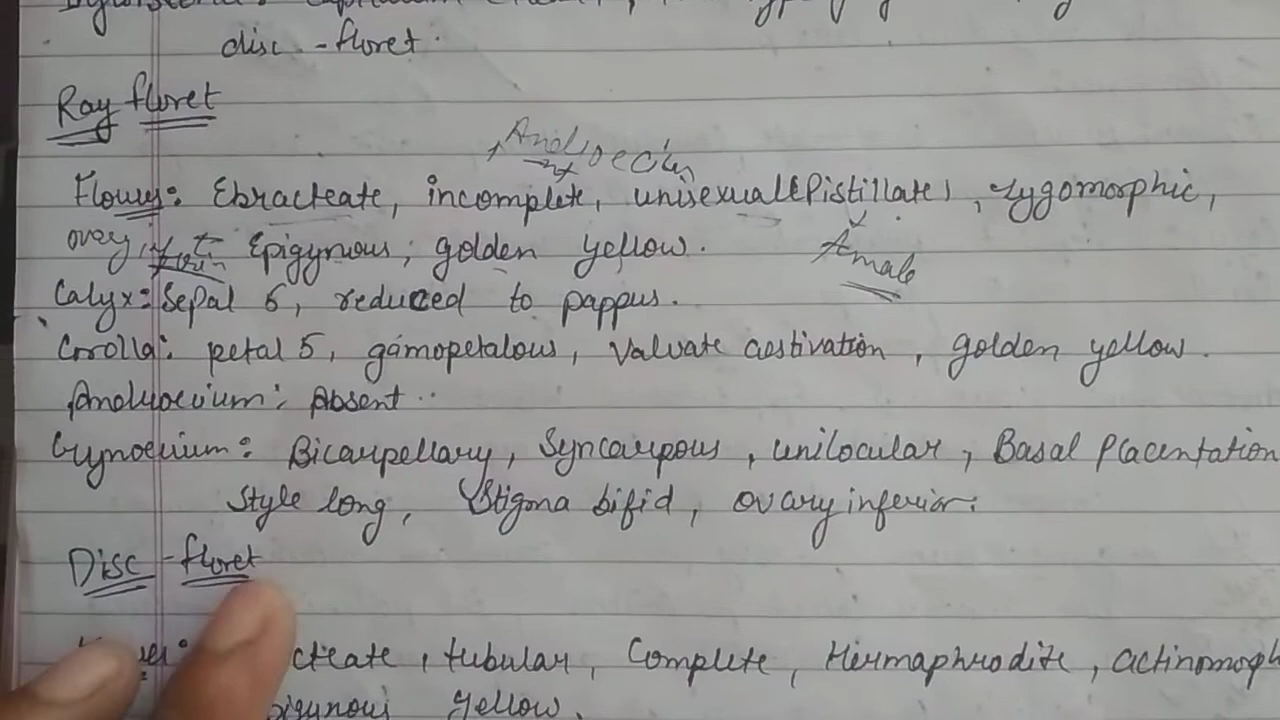 disc - floret.
Ray floret
Flower: Ebracteate, incomplete, unisexual (Pistillate), zygomorphic,
ovary Epigynous, golden yellow.
male
Calyx: Sepal 5, reduced to pappus.
Corolla: petal 5, gamopetalous, Valvate aestivation, golden yellow.
Androecium: Absent..
Gynoecium: Bicarpellary, Syncarpous, unilocular, Basal Placentation
Style long, Stigma bifid, ovary inferior.
Disc - floret
cteate, tubular, Complete, Hermaphrodite, actinomorph
pigynous yellow.